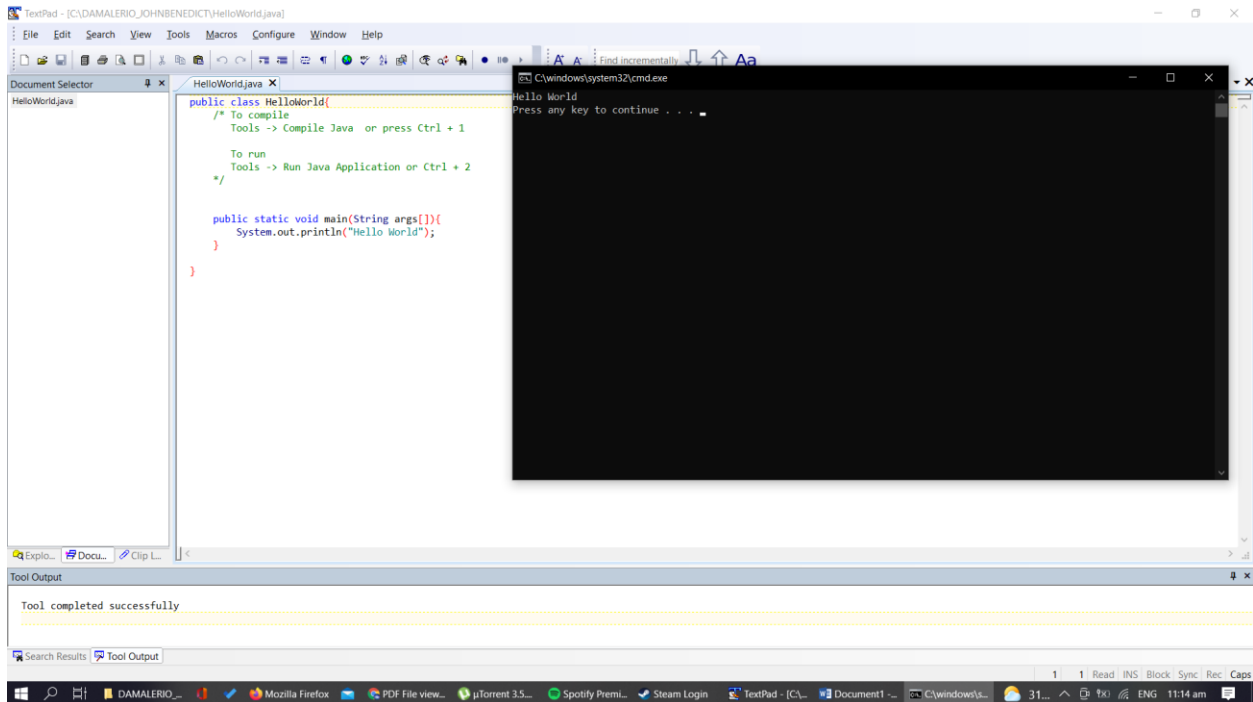 TextPad - [C:\DAMALERIO_JOHNBENEDICT\HelloWorld.java]
File Edit Search View Tools Macros Configure Window Help
Find incrementally Aa
Document Selector
HelloWorld.java
HelloWorld.java
public class HelloWorld{
/* To compile
Tools -> Compile Java or press Ctrl + 1
To run
Tools -> Run Java Application or Ctrl + 2
*/
public static void main(String args[]){
System.out.println("Hello World");
}
}
C:\windows\system32\cmd.exe
Hello World
Press any key to continue . . .
Explo... Docu... Clip L...
Tool Output
Tool completed successfully
Search Results Tool Output
1 1 Read INS Block Sync Rec Caps
DAMALERIO_... Mozilla Firefox PDF File view... µTorrent 3.5... Spotify Premi... Steam Login TextPad - [C:\... Document1 -... C:\windows\s... 31... ENG 11:14 am